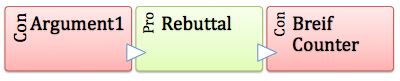 Con
Argument1
Pro
Rebuttal
Con
Breif
Counter